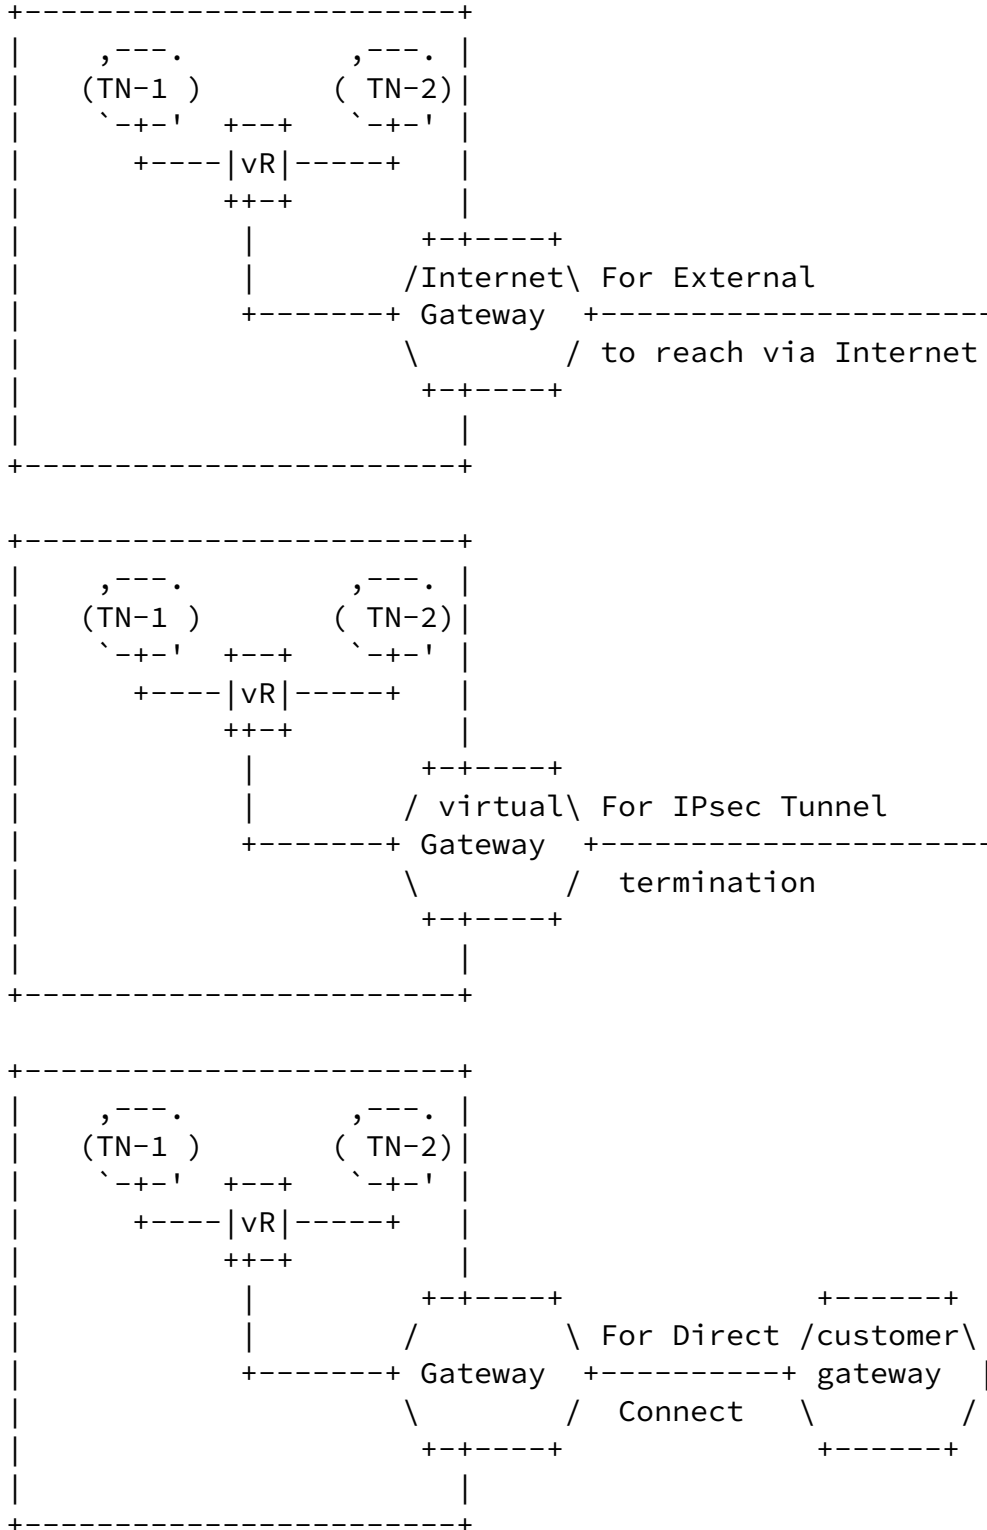 (TN-1 ) ( TN-2)
|vR|
/Internet\ For External
Gateway
\ / to reach via Internet
(TN-1 ) ( TN-2)
|vR|
/ virtual\ For IPsec Tunnel
Gateway
\ / termination
(TN-1 ) ( TN-2)
|vR|
/ \ For Direct /customer\
Gateway gateway
\ / Connect \ /